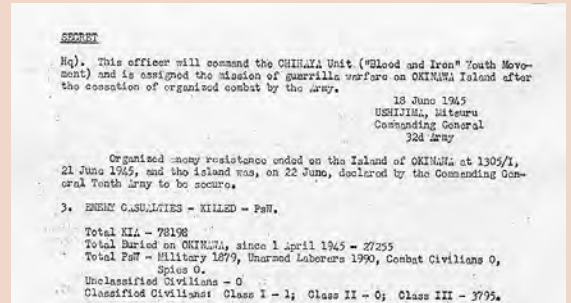 SECRET
Hq). This officer will command the CHIHAYA Unit ("Blood and Iron" Youth Move-
ment) and is assigned the mission of guerrilla warfare on OKINAWA Island after
the cessation of organized combat by the Army.
18 June 1945
USHIJIMA, Mitsuru
Commanding General
32d Army
Organized enemy resistance ended on the Island of OKINAWA at 1305/I,
21 June 1945, and the island was, on 22 June, declared by the Commanding Gen-
eral Tenth Army to be secure.
3. ENEMY CASUALTIES - KILLED - PsW.
Total KIA - 78198
Total Buried on OKINAWA, since 1 April 1945 - 27255
Total PsW - Military 1879, Unarmed Laborers 1990, Combat Civilians 0,
Spies 0.
Unclassified Civilians - 0
Classified Civilians: Class I - 1; Class II - 0; Class III - 3795.